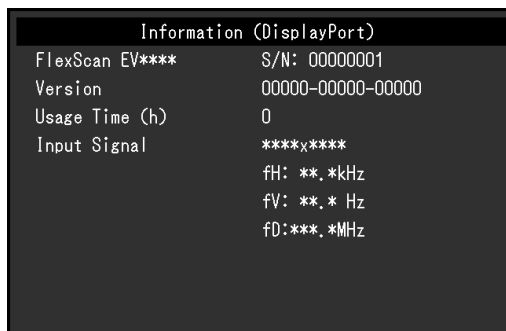 Information (DisplayPort)
FlexScan EV**** S/N: 00000001
Version 00000-00000-00000
Usage Time (h) 0
Input Signal ****x****
fH: **.*kHz
fV: **.* Hz
fD:***.*MHz